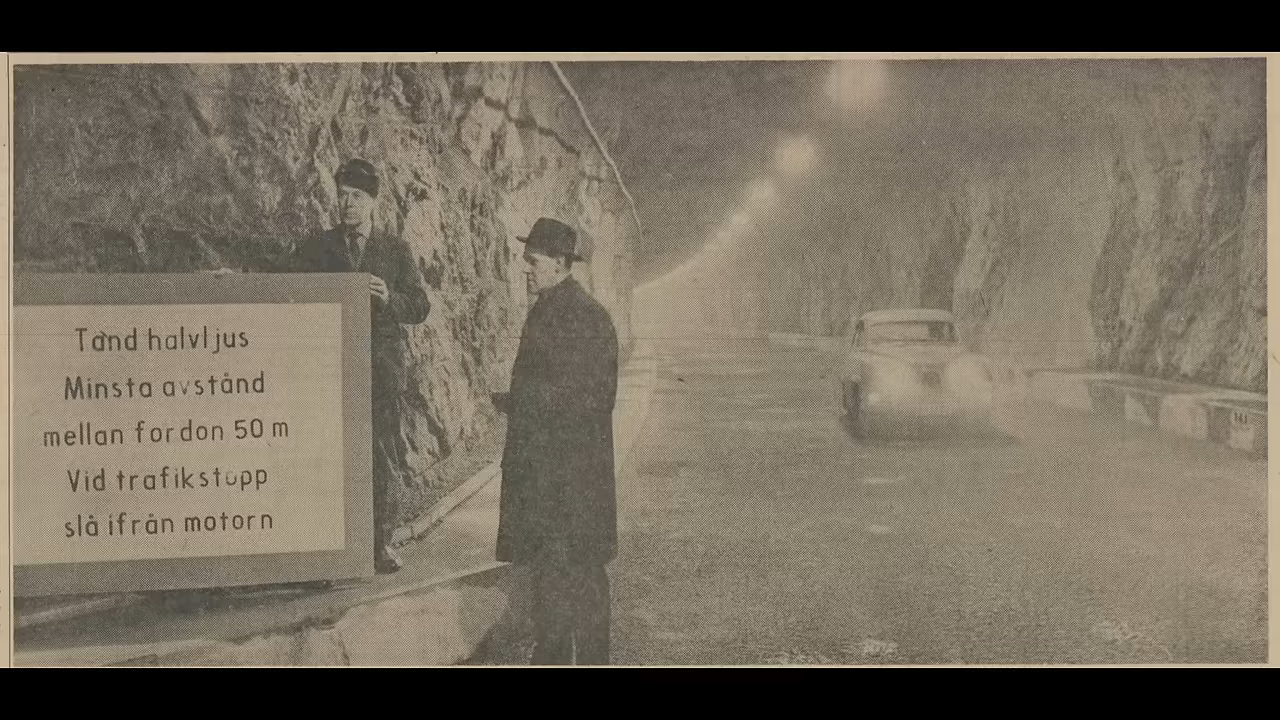 Tänd halvljus
Minsta avstånd
mellan fordon 50 m
Vid trafikstopp
slå ifrån motorn